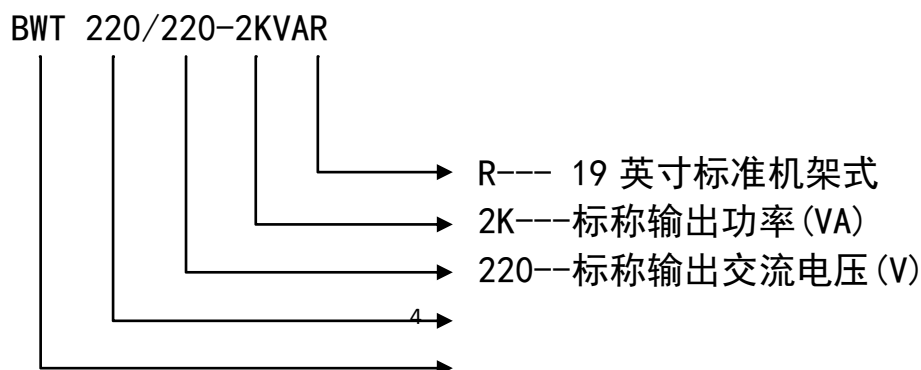 BWT 220/220-2KVAR
R--- 19 英寸标准机架式
2K---标称输出功率(VA)
220--标称输出交流电压(V)
4